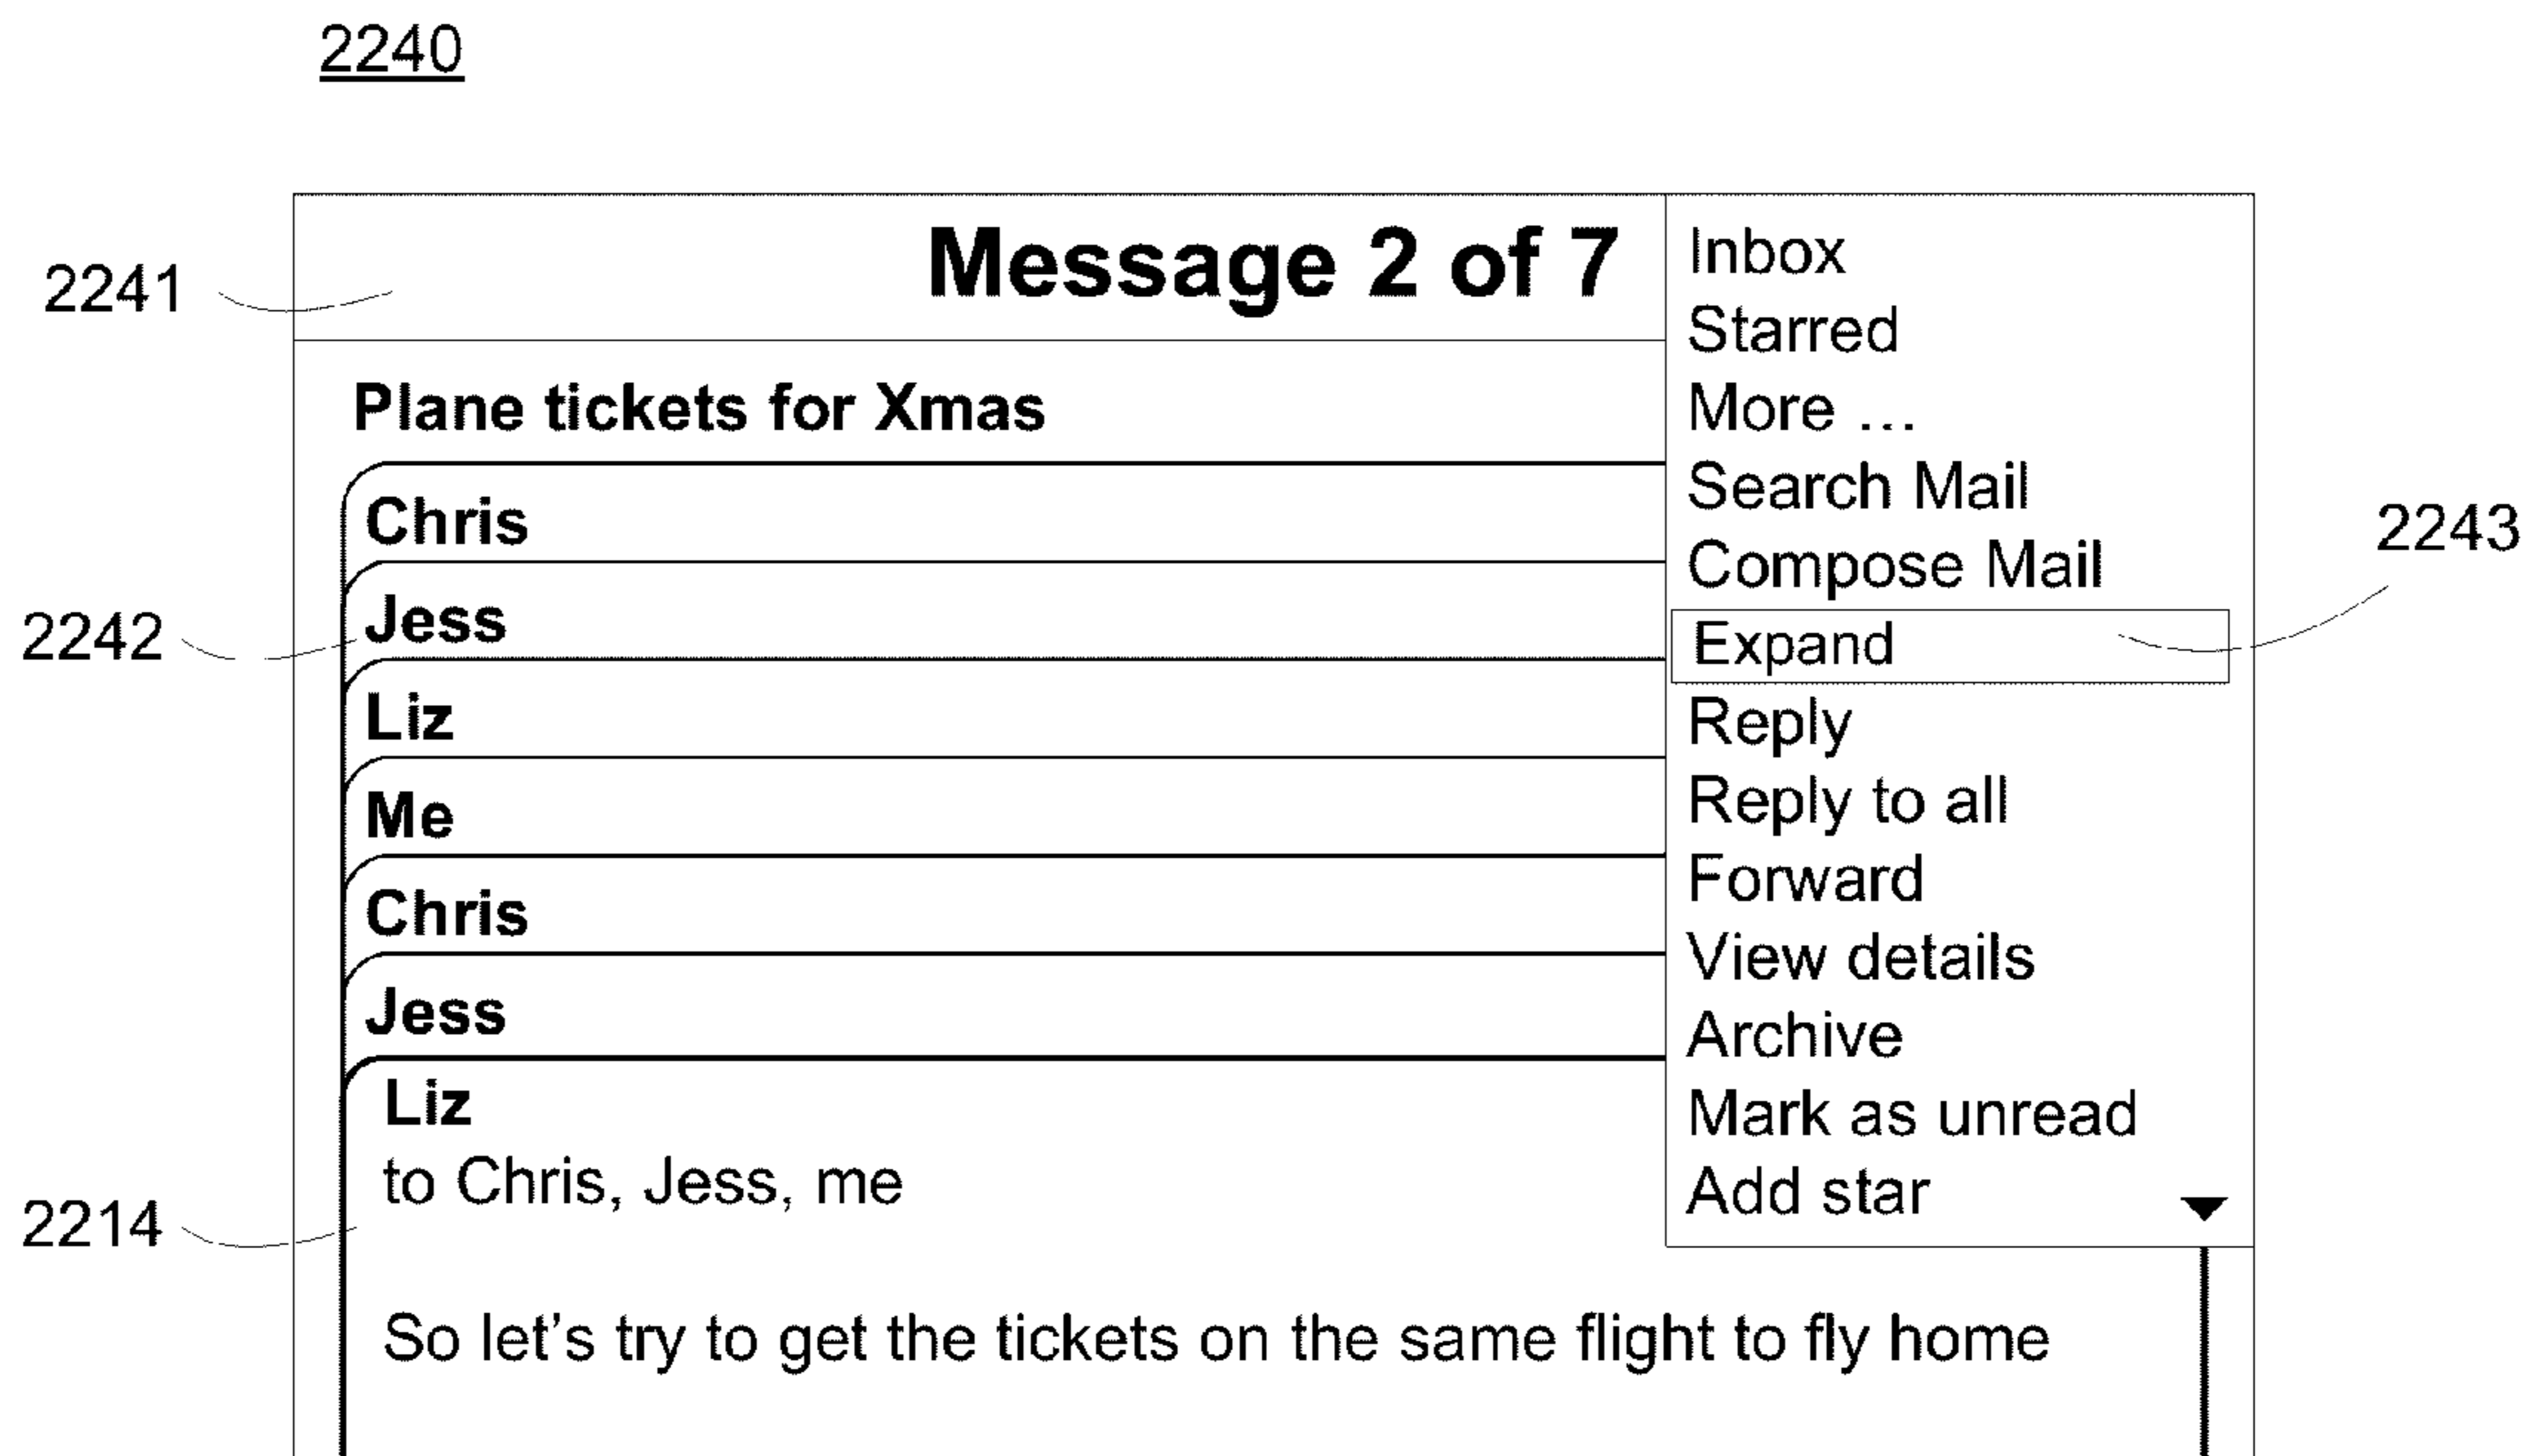 2240
Message 2 of 7
2241
Plane tickets for Xmas
Chris
Jess
2242
Liz
Me
Chris
Jess
Liz
to Chris, Jess, me
2214
So let's try to get the tickets on the same flight to fly home
Inbox
Starred
More ...
Search Mail
Compose Mail
Expand
2243
Reply
Reply to all
Forward
View details
Archive
Mark as unread
Add star